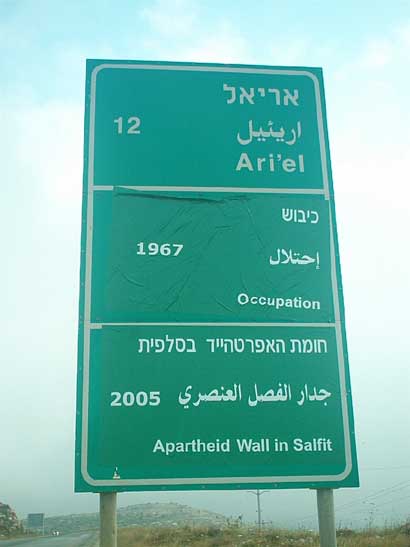 אריאל
12 اريئيل
Ari'el
כיבוש
1967 إحتلال
Occupation
חומת האפרטהייד בסלפית
2005 جدار الفصل العنصري
Apartheid Wall in Salfit